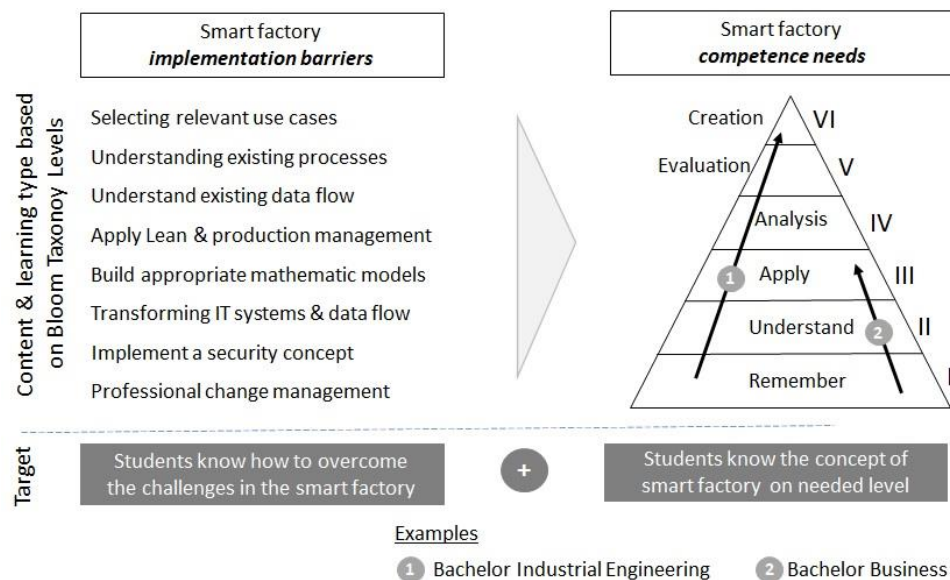 Smart factory
implementation barriers
Smart factory
competence needs
Content & learning type based
on Bloom Taxonoy Levels
Selecting relevant use cases
Understanding existing processes
Understand existing data flow
Apply Lean & production management
Build appropriate mathematic models
Transforming IT systems & data flow
Implement a security concept
Professional change management
Creation VI
Evaluation V
Analysis IV
1 Apply III
Understand 2 II
Remember I
Target
Students know how to overcome
the challenges in the smart factory
+
Students know the concept of
smart factory on needed level
Examples
1 Bachelor Industrial Engineering
2 Bachelor Business